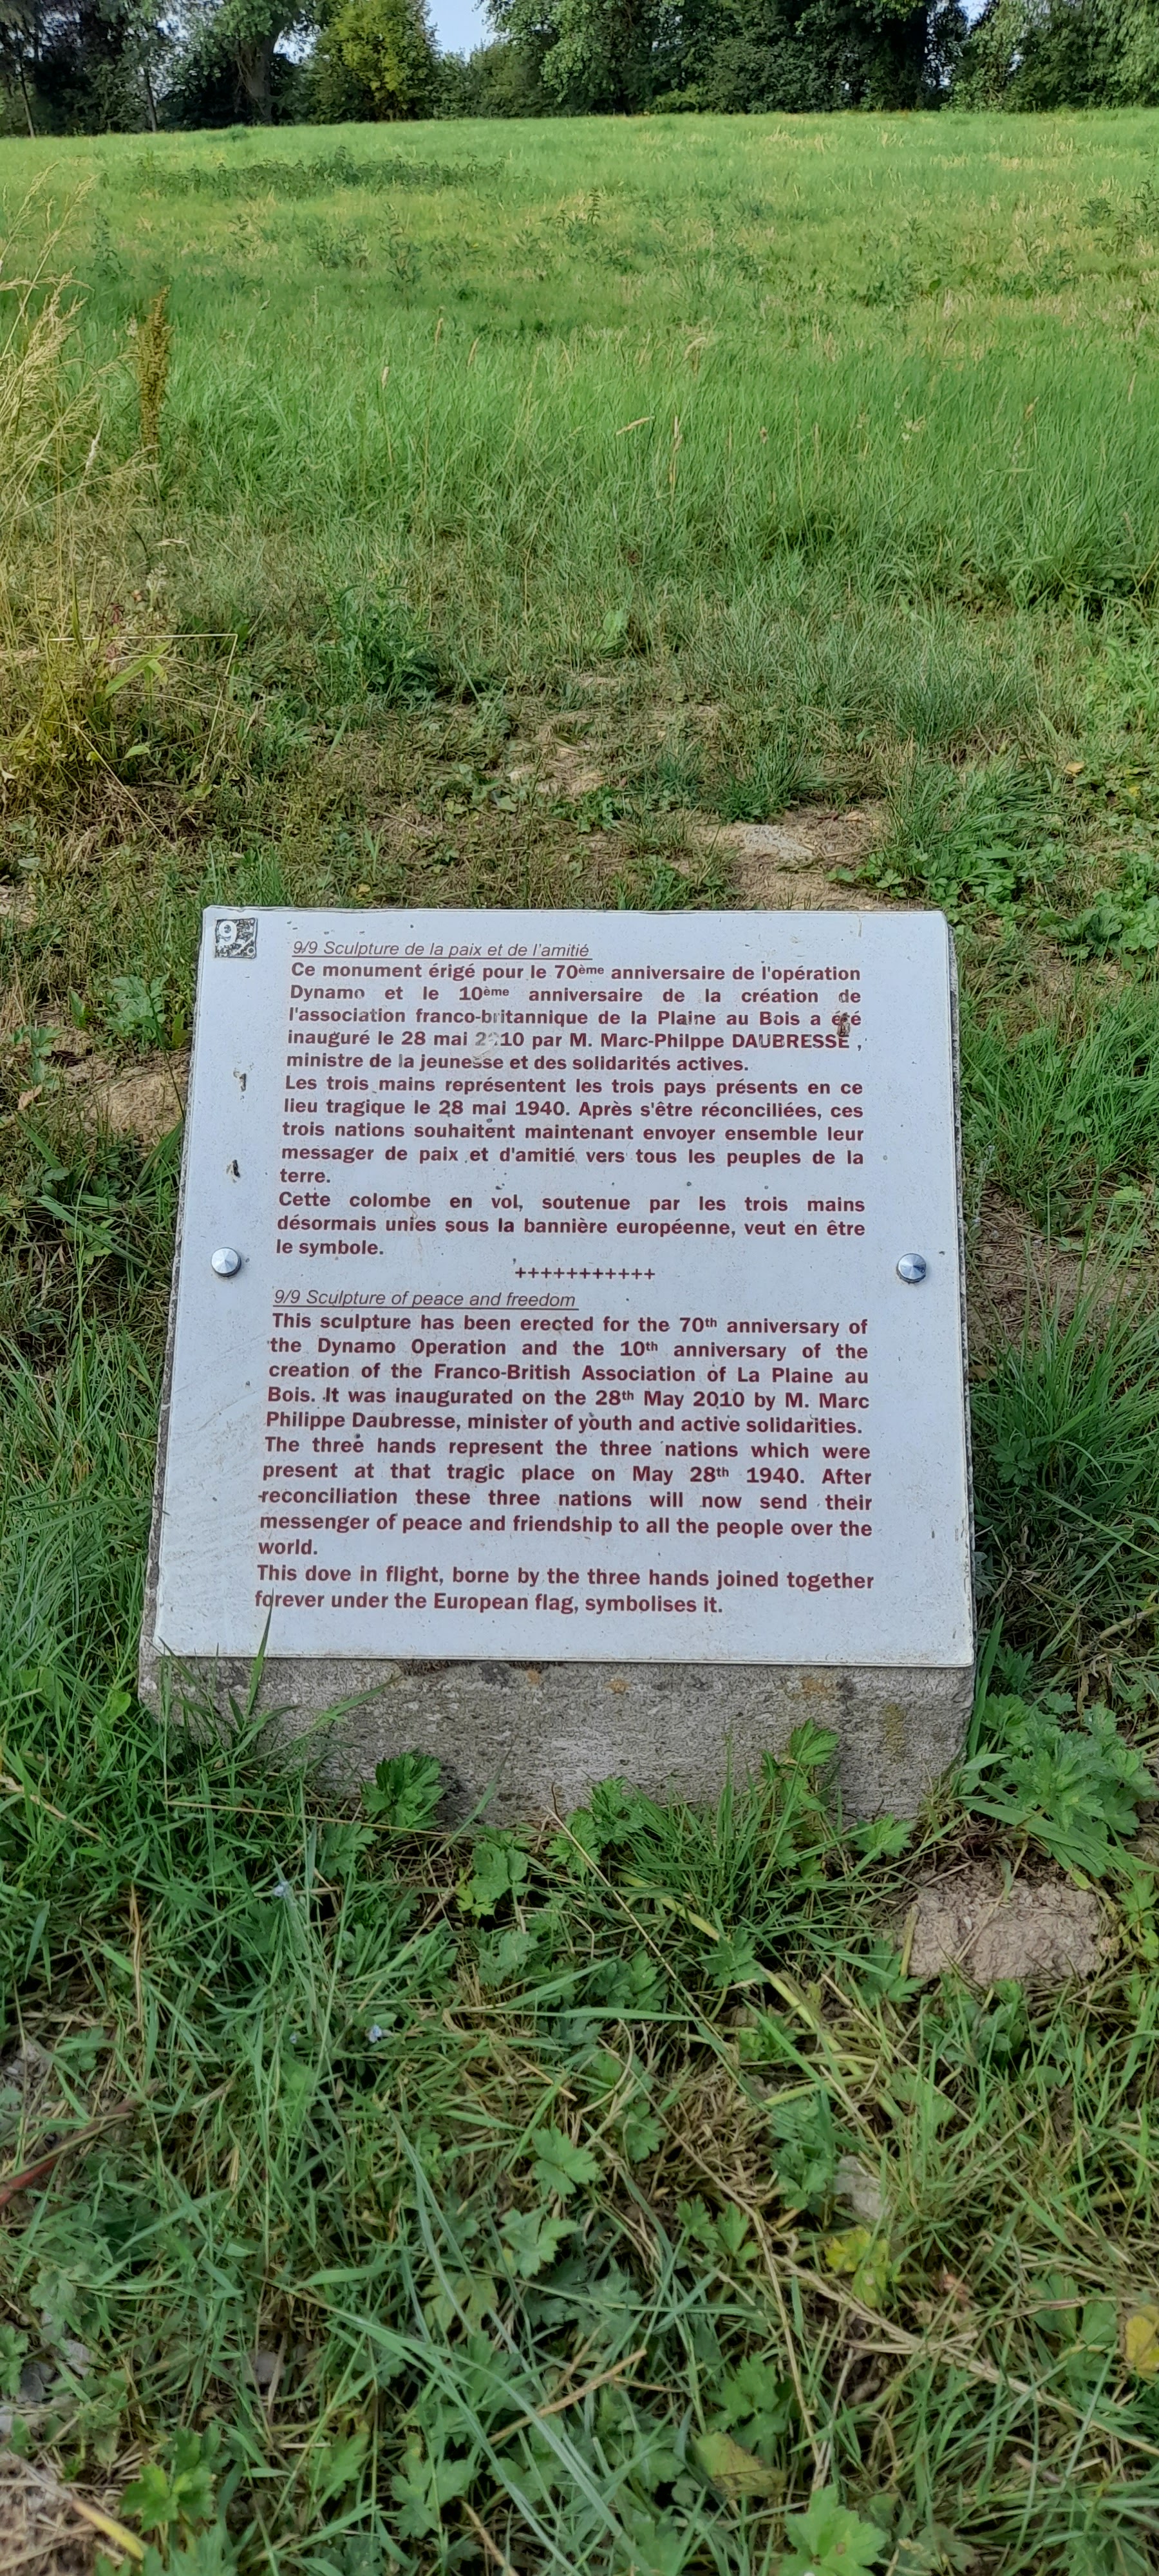 9
9/9 Sculpture de la paix et de l'amitié
Ce monument érigé pour le 70ème anniversaire de l'opération
Dynamo et le 10ème anniversaire de la création de
l'association franco-britannique de la Plaine au Bois a été
inauguré le 28 mai 2010 par M. Marc-Philppe DAUBRESSE ,
ministre de la jeunesse et des solidarités actives.
Les trois mains représentent les trois pays présents en ce
lieu tragique le 28 mai 1940. Après s'être réconciliées, ces
trois nations souhaitent maintenant envoyer ensemble leur
messager de paix et d'amitié vers tous les peuples de la
terre.
Cette colombe en vol, soutenue par les trois mains
désormais unies sous la bannière européenne, veut en être
le symbole.
+++++++++++
9/9 Sculpture of peace and freedom
This sculpture has been erected for the 70th anniversary of
the Dynamo Operation and the 10th anniversary of the
creation of the Franco-British Association of La Plaine au
Bois. It was inaugurated on the 28th May 2010 by M. Marc
Philippe Daubresse, minister of youth and active solidarities.
The three hands represent the three nations which were
present at that tragic place on May 28th 1940. After
reconciliation these three nations will now send their
messenger of peace and friendship to all the people over the
world.
This dove in flight, borne by the three hands joined together
forever under the European flag, symbolises it.